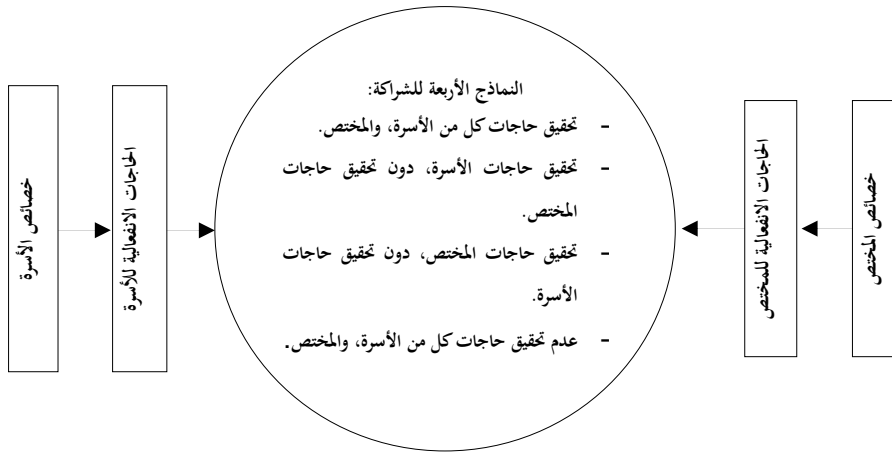 خصائص المختص
الحاجات الانفعالية للمختص
النماذج الأربعة للشراكة:
- تحقيق حاجات كل من الأسرة، والمختص.
- تحقيق حاجات الأسرة، دون تحقيق حاجات
المختص.
- تحقيق حاجات المختص، دون تحقيق حاجات
الأسرة.
- عدم تحقيق حاجات كل من الأسرة، والمختص.
الحاجات الانفعالية للأسرة
خصائص الأسرة